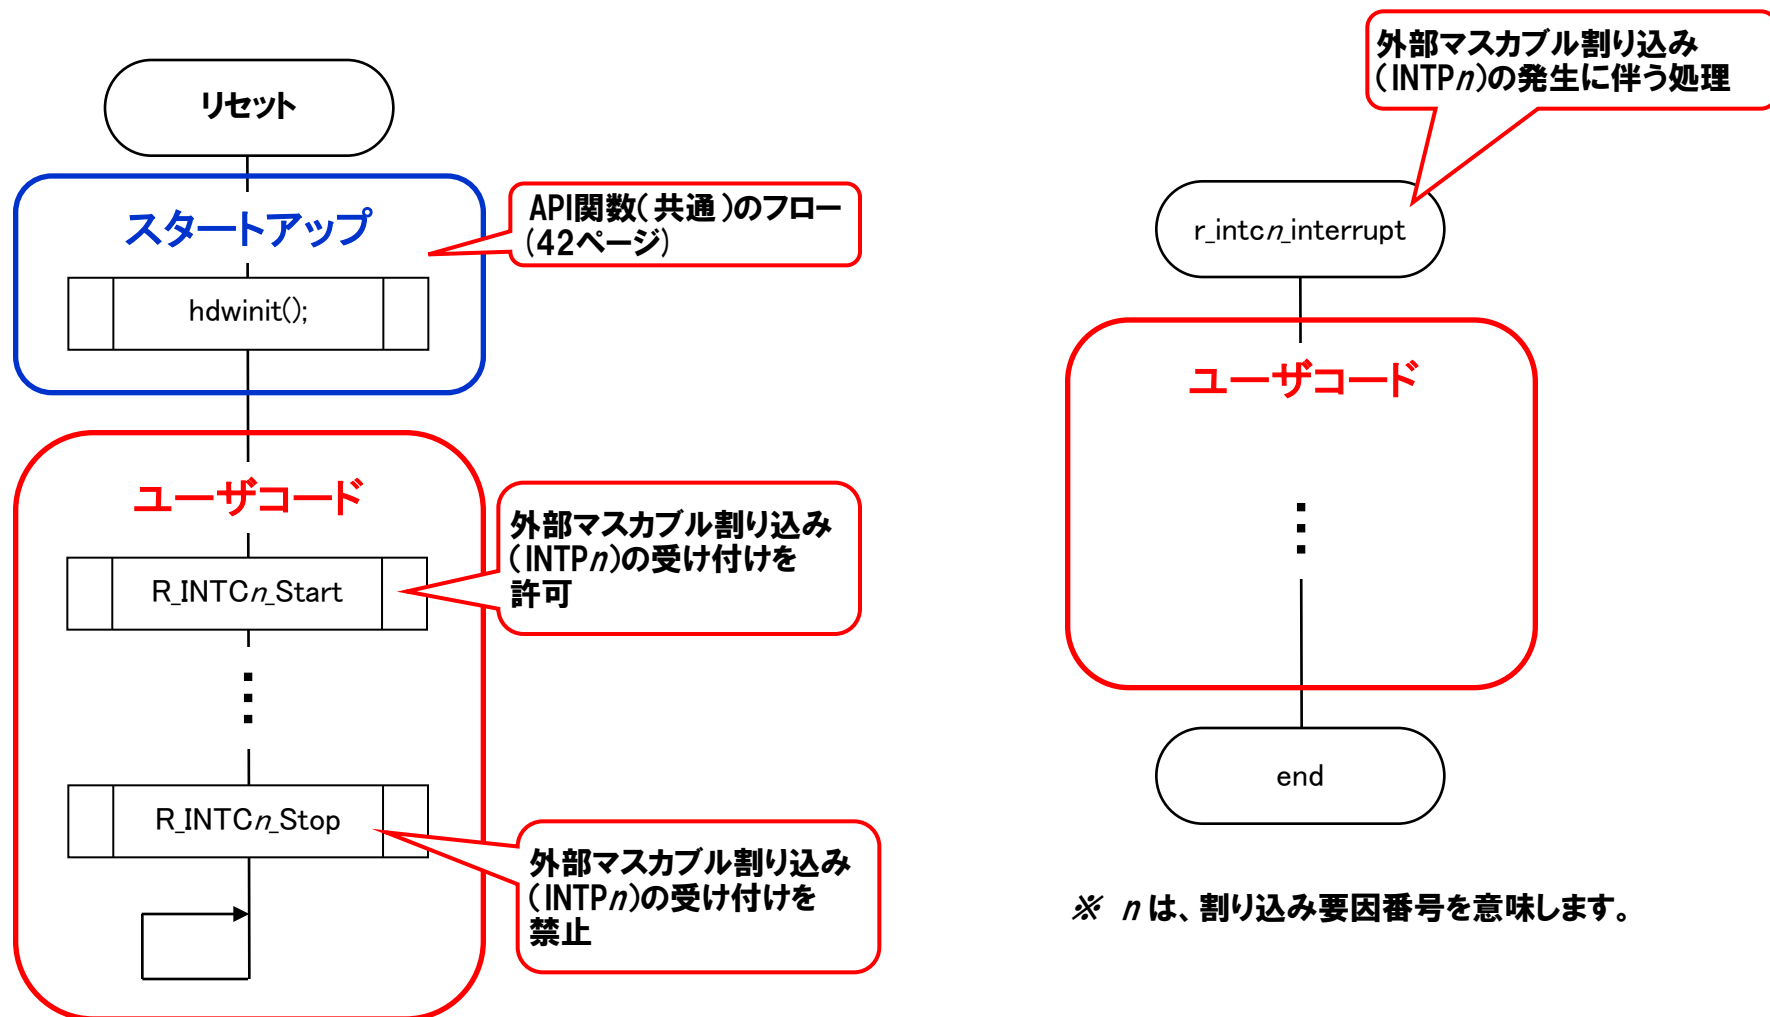 リセット
スタートアップ
hdwinit();
API関数(共通)のフロー
(42ページ)
ユーザコード
R_INTCn_Start
外部マスカブル割り込み
(INTPn)の受け付けを
許可
R_INTCn_Stop
外部マスカブル割り込み
(INTPn)の受け付けを
禁止
外部マスカブル割り込み
(INTPn)の発生に伴う処理
r_intcn_interrupt
ユーザコード
end
※ nは、割り込み要因番号を意味します。